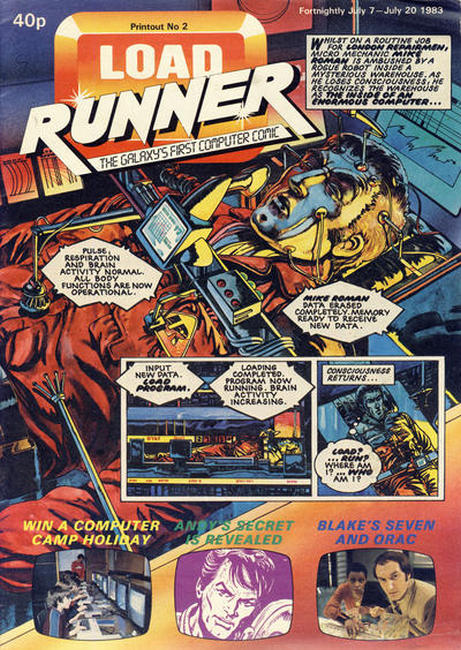 40p
Printout No 2
Fortnightly July 7–July 20 1983
LOAD
RUNNER
THE GALAXY'S FIRST COMPUTER COMIC
WHILST ON A ROUTINE JOB
FOR LONDON REPAIRMEN,
MICRO MECHANIC MIKE
ROMAN IS AMBUSHED BY A
ROGUE ROBOT INSIDE A
MYSTERIOUS WAREHOUSE. AS
HE LOSES CONSCIOUSNESS, HE
RECOGNIZES THE WAREHOUSE
AS THE INSIDE OF AN
ENORMOUS COMPUTER...
PULSE,
RESPIRATION
AND BRAIN
ACTIVITY NORMAL.
ALL BODY
FUNCTIONS ARE NOW
OPERATIONAL.
MIKE ROMAN
DATA ERASED
COMPLETELY. MEMORY
READY TO RECEIVE
NEW DATA.
INPUT
NEW DATA.
LOAD
PROGRAM.
LOADING
COMPLETED.
PROGRAM NOW
RUNNING. BRAIN
ACTIVITY
INCREASING.
CONSCIOUSNESS
RETURNS...
LOAD?
... RUN?
WHERE AM
I? ... WHO
AM I?
WIN A COMPUTER
CAMP HOLIDAY
ANDY'S SECRET
IS REVEALED
BLAKE'S SEVEN
AND ORAC